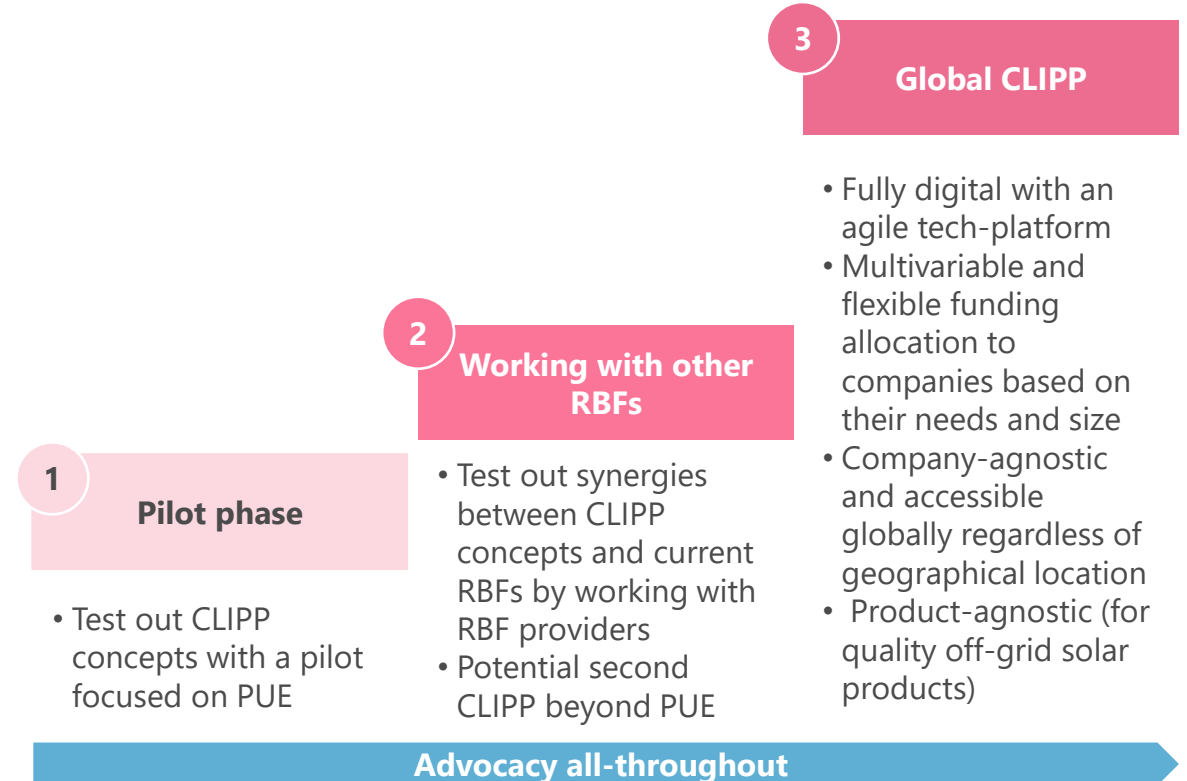 1
Pilot phase
• Test out CLIPP
concepts with a pilot
focused on PUE
2
Working with other
RBFs
• Test out synergies
between CLIPP
concepts and current
RBFs by working with
RBF providers
• Potential second
CLIPP beyond PUE
3
Global CLIPP
• Fully digital with an
agile tech-platform
• Multivariable and
flexible funding
allocation to
companies based on
their needs and size
• Company-agnostic
and accessible
globally regardless of
geographical location
• Product-agnostic (for
quality off-grid solar
products)
Advocacy all-throughout